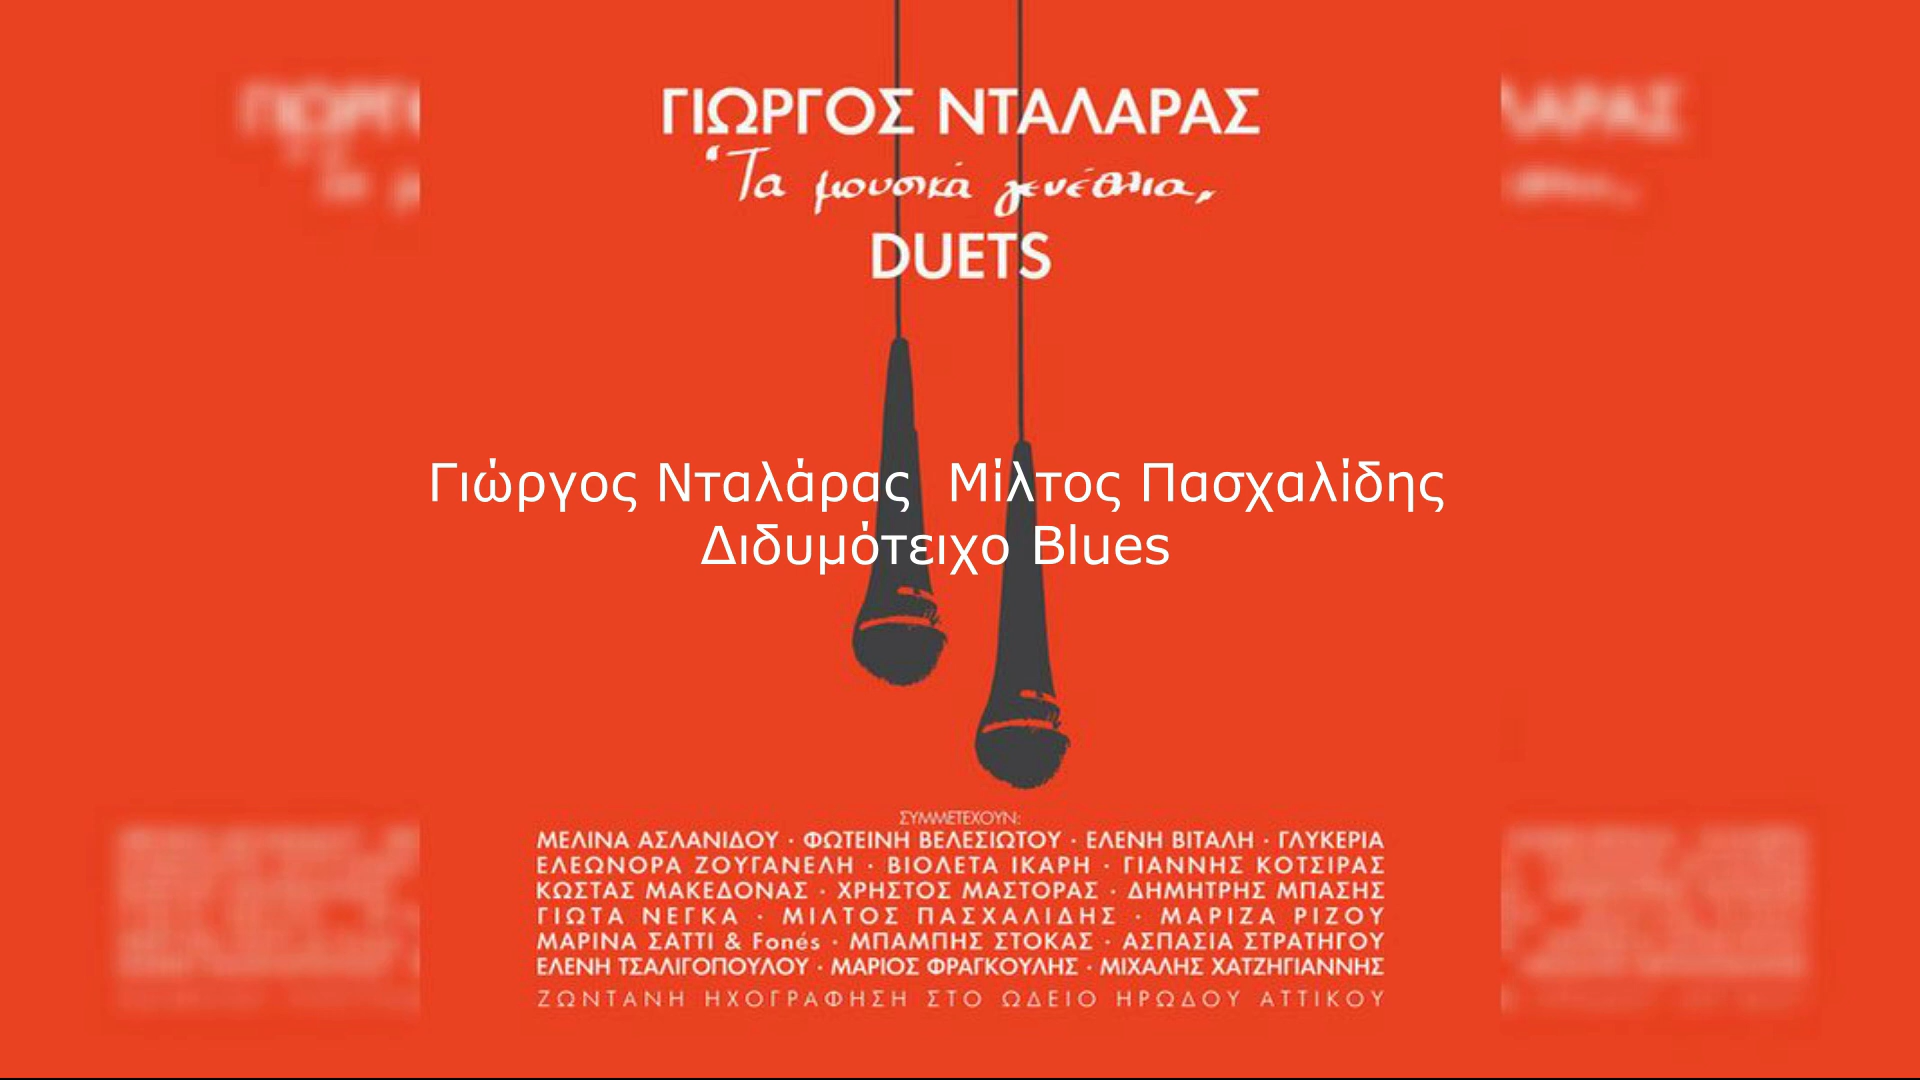 ΓΙΩΡΓΟΣ ΝΤΑΛΑΡΑΣ
‘Τα μουσικά γενέθλια,
DUETS
Γιώργος Νταλάρας  Μίλτος Πασχαλίδης
Διδυμότειχο Blues
ΣΥΜΜΕΤΕΧΟΥΝ:
ΜΕΛΙΝΑ ΑΣΛΑΝΙΔΟΥ · ΦΩΤΕΙΝΗ ΒΕΛΕΣΙΩΤΟΥ · ΕΛΕΝΗ ΒΙΤΑΛΗ · ΓΛΥΚΕΡΙΑ
ΕΛΕΩΝΟΡΑ ΖΟΥΓΑΝΕΛΗ · ΒΙΟΛΕΤΑ ΙΚΑΡΗ · ΓΙΑΝΝΗΣ ΚΟΤΣΙΡΑΣ
ΚΩΣΤΑΣ ΜΑΚΕΔΟΝΑΣ · ΧΡΗΣΤΟΣ ΜΑΣΤΟΡΑΣ · ΔΗΜΗΤΡΗΣ ΜΠΑΣΗΣ
ΓΙΩΤΑ ΝΕΓΚΑ · ΜΙΛΤΟΣ ΠΑΣΧΑΛΙΔΗΣ · ΜΑΡΙΖΑ ΡΙΖΟΥ
ΜΑΡΙΝΑ ΣΑΤΤΙ & Fonés · ΜΠΑΜΠΗΣ ΣΤΟΚΑΣ · ΑΣΠΑΣΙΑ ΣΤΡΑΤΗΓΟΥ
ΕΛΕΝΗ ΤΣΑΛΙΓΟΠΟΥΛΟΥ · ΜΑΡΙΟΣ ΦΡΑΓΚΟΥΛΗΣ · ΜΙΧΑΛΗΣ ΧΑΤΖΗΓΙΑΝΝΗΣ
ΖΩΝΤΑΝΗ ΗΧΟΓΡΑΦΗΣΗ ΣΤΟ ΩΔΕΙΟ ΗΡΩΔΟΥ ΑΤΤΙΚΟΥ